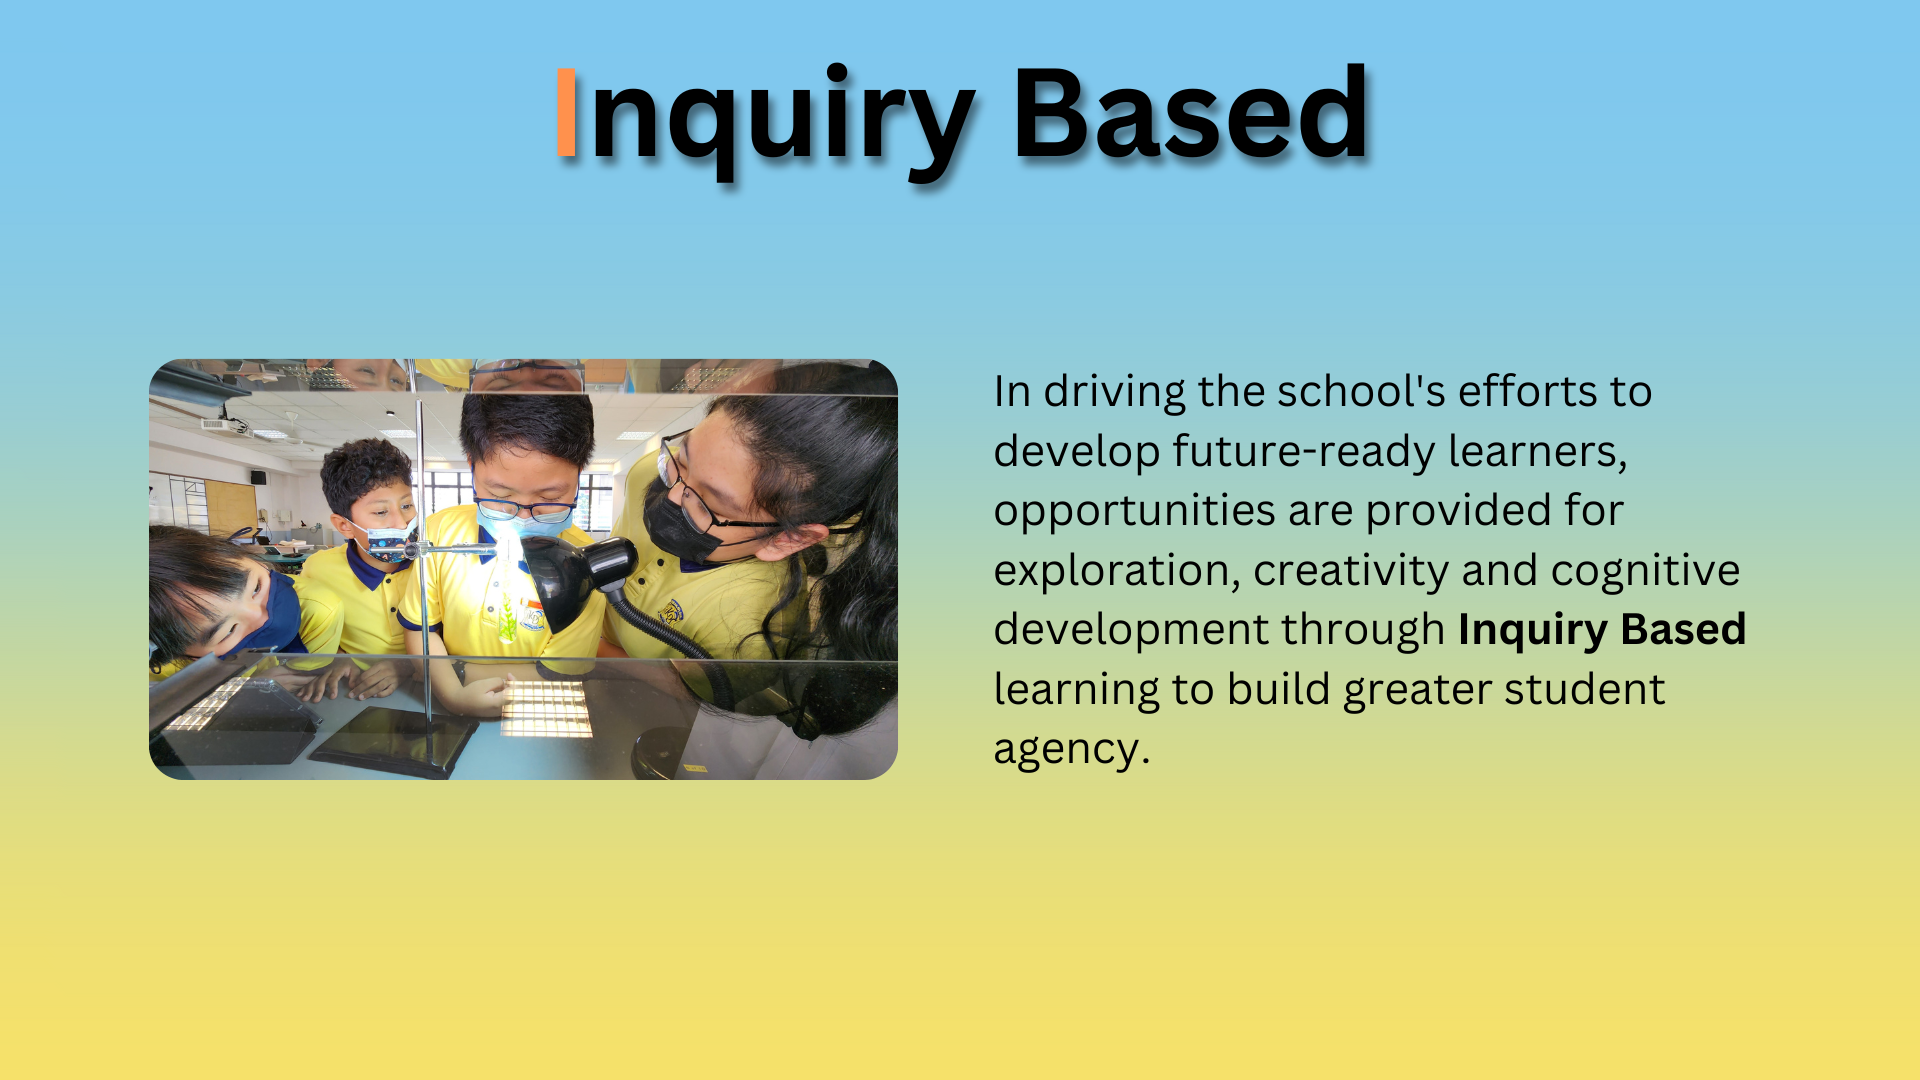 Inquiry Based
In driving the school's efforts to
develop future-ready learners,
opportunities are provided for
exploration, creativity and cognitive
development through Inquiry Based
learning to build greater student
agency.